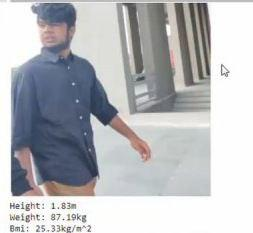 Height: 1.83m
Weight: 87.19kg
Bmi: 25.33kg/m^2